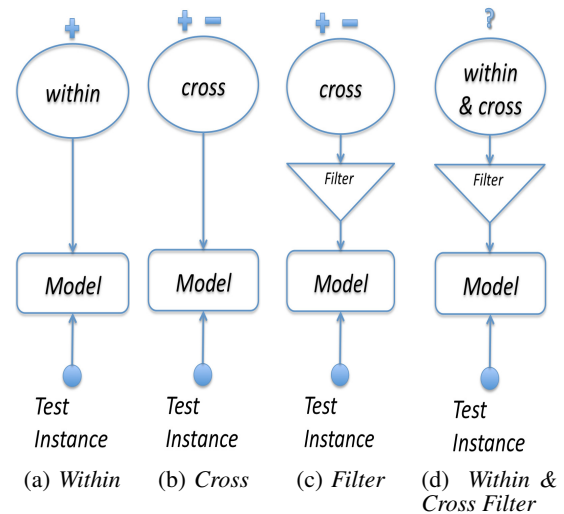 +
+ -
+ -
?
within
cross
cross
within
& cross
Filter
Filter
Model
Model
Model
Model
Test
Instance
Test
Instance
Test
Instance
Test
Instance
(a) Within
(b) Cross
(c) Filter
(d) Within &
Cross Filter